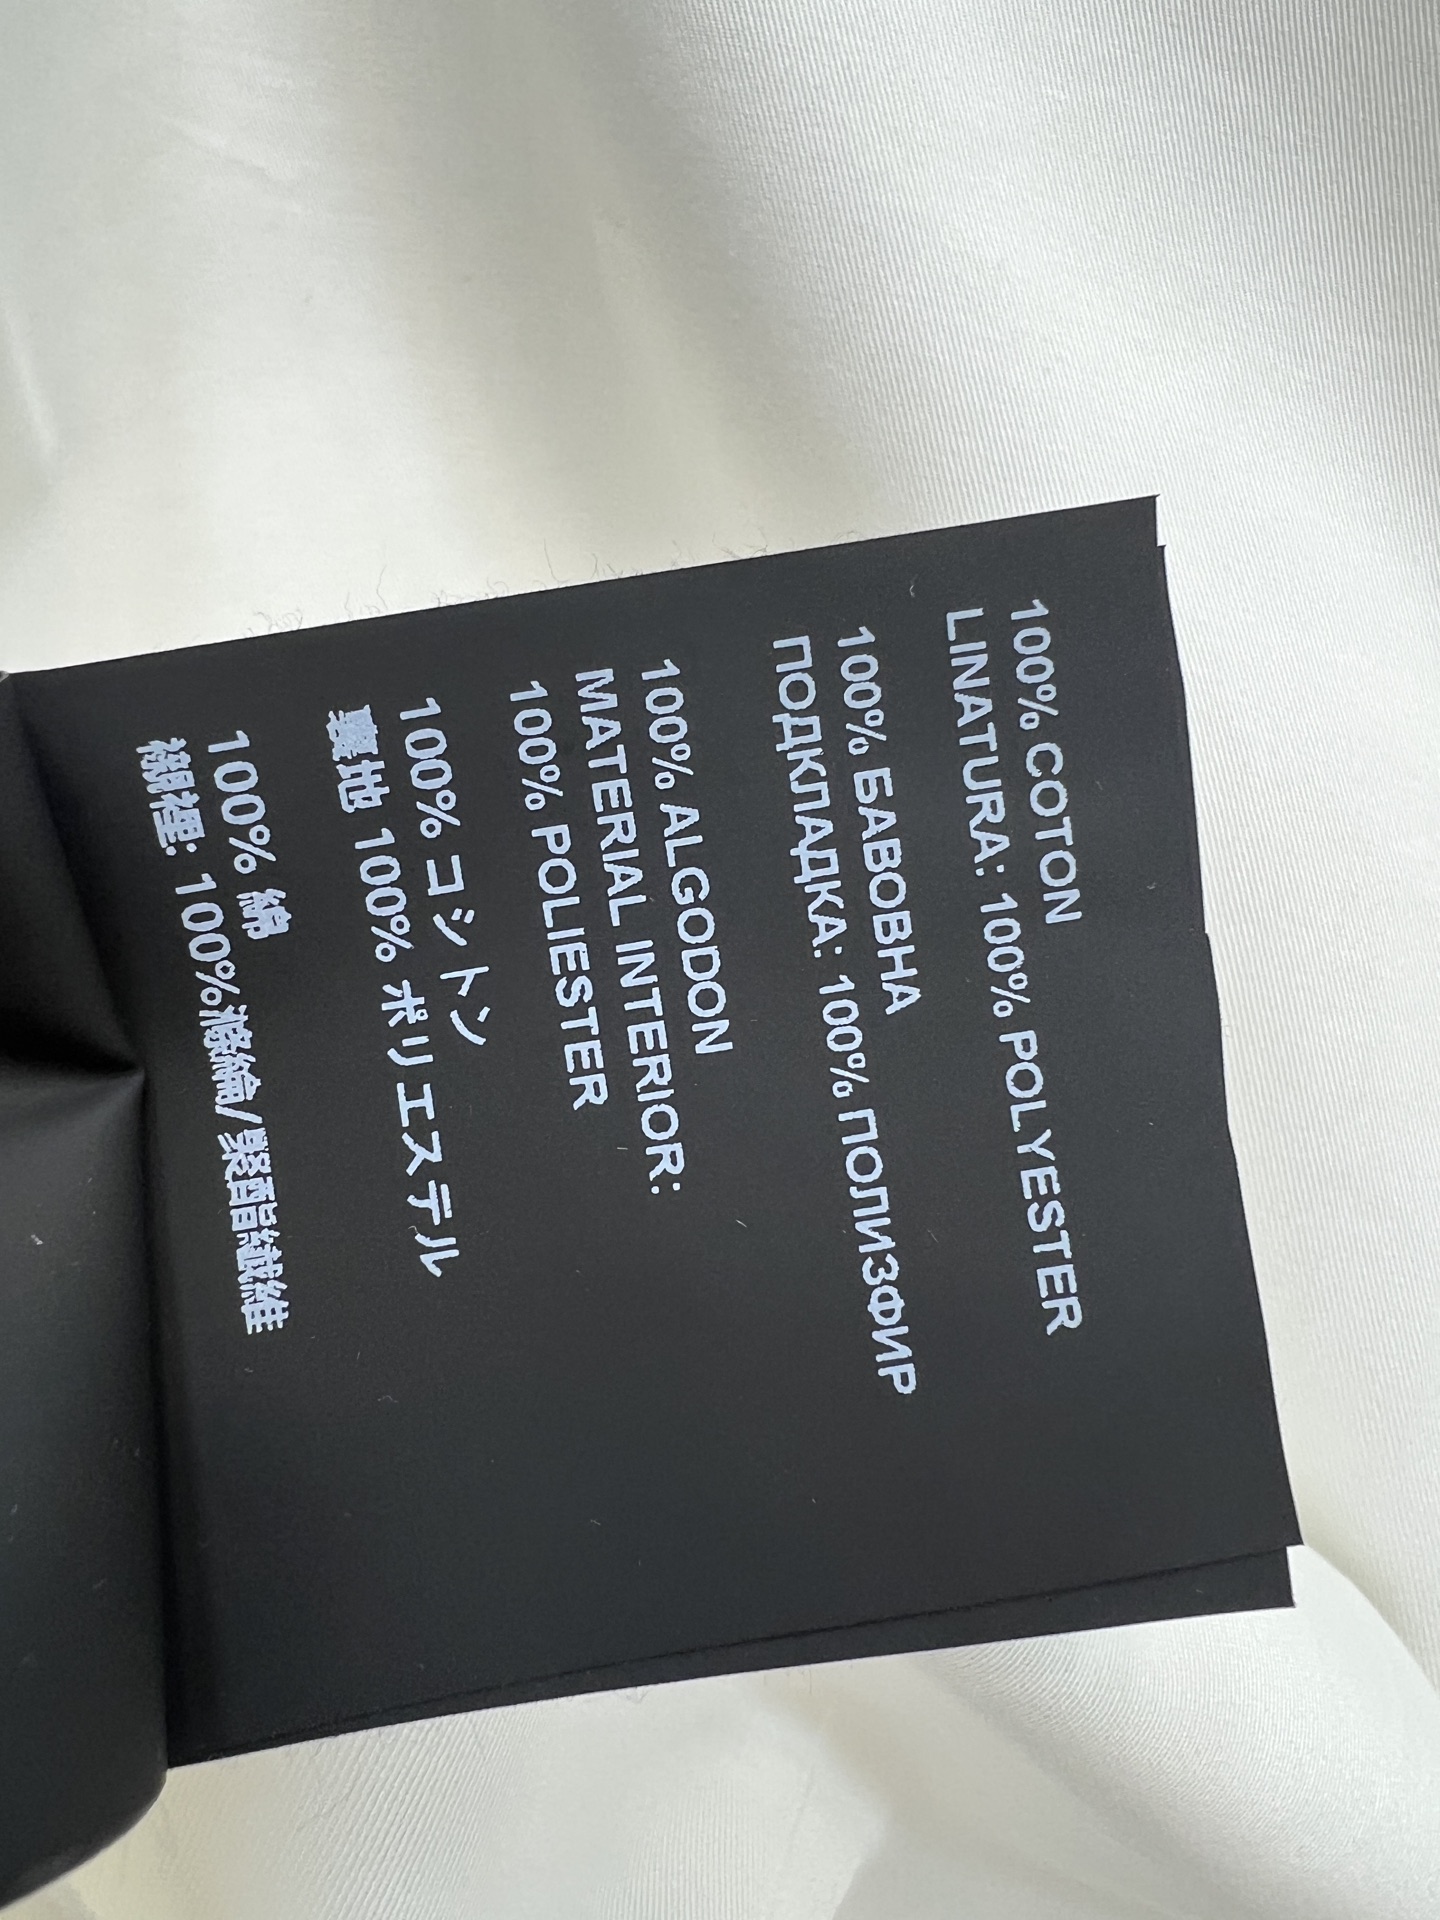 100% COTON
LINATURA: 100% POLYESTER
100% БАВОВНА
ПОДКЛАДКА: 100% ПОЛИЗФИР
100% ALGODON
MATERIAL INTERIOR:
100% POLIESTER
100% コシトン
裏地 100% ポリエステル
100% 綿
襯裡: 100%滌綸/聚酯纖維